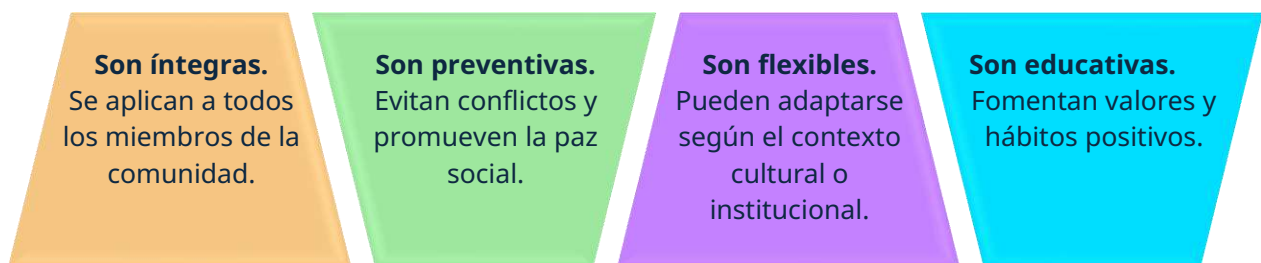 Son íntegras.
Se aplican a todos
los miembros de la
comunidad.
Son preventivas.
Evitan conflictos y
promueven la paz
social.
Son flexibles.
Pueden adaptarse
según el contexto
cultural o
institucional.
Son educativas.
Fomentan valores y
hábitos positivos.